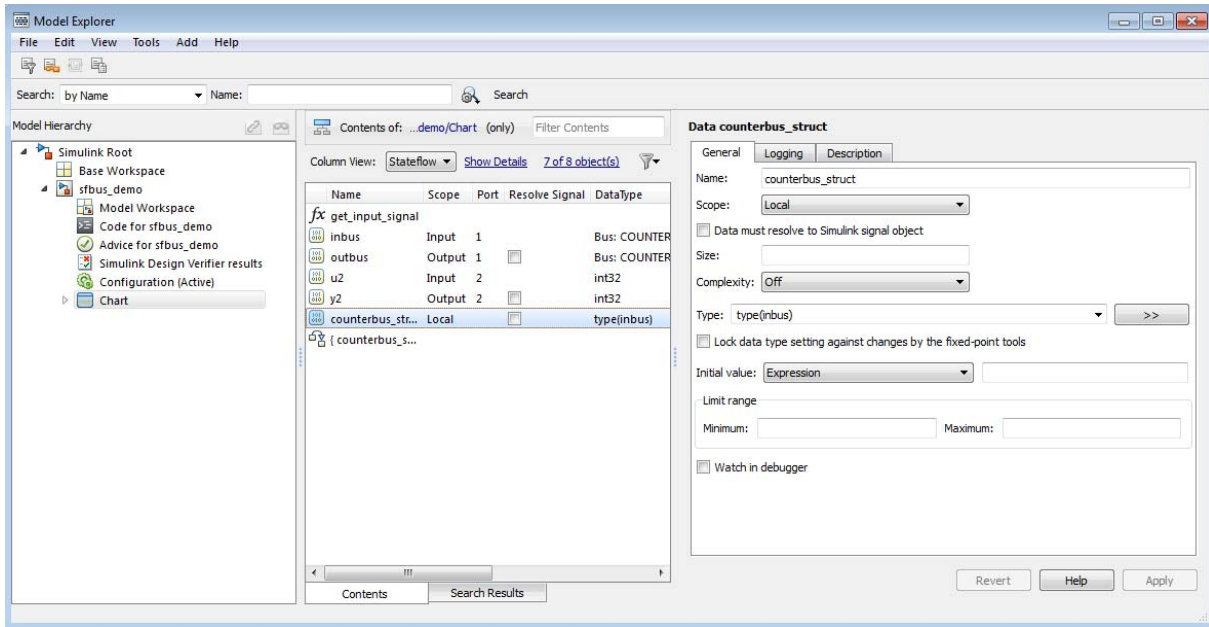 Model Explorer
File Edit View Tools Add Help
Search: by Name Name: Search
Model Hierarchy
Simulink Root
Base Workspace
sfbus_demo
Model Workspace
Code for sfbus_demo
Advice for sfbus_demo
Simulink Design Verifier results
Configuration (Active)
Chart
Contents of: ...demo/Chart (only) Filter Contents
Column View: Stateflow Show Details 7 of 8 object(s)
Name Scope Port Resolve Signal DataType
fx get_input_signal
inbus Input 1 Bus: COUNTER
outbus Output 1 Bus: COUNTER
u2 Input 2 int32
y2 Output 2 int32
counterbus_str... Local type(inbus)
{ counterbus_s...
Contents Search Results
Data counterbus_struct
General Logging Description
Name: counterbus_struct
Scope: Local
Data must resolve to Simulink signal object
Size:
Complexity: Off
Type: type(inbus) >>
Lock data type setting against changes by the fixed-point tools
Initial value: Expression
Limit range
Minimum: Maximum:
Watch in debugger
Revert Help Apply